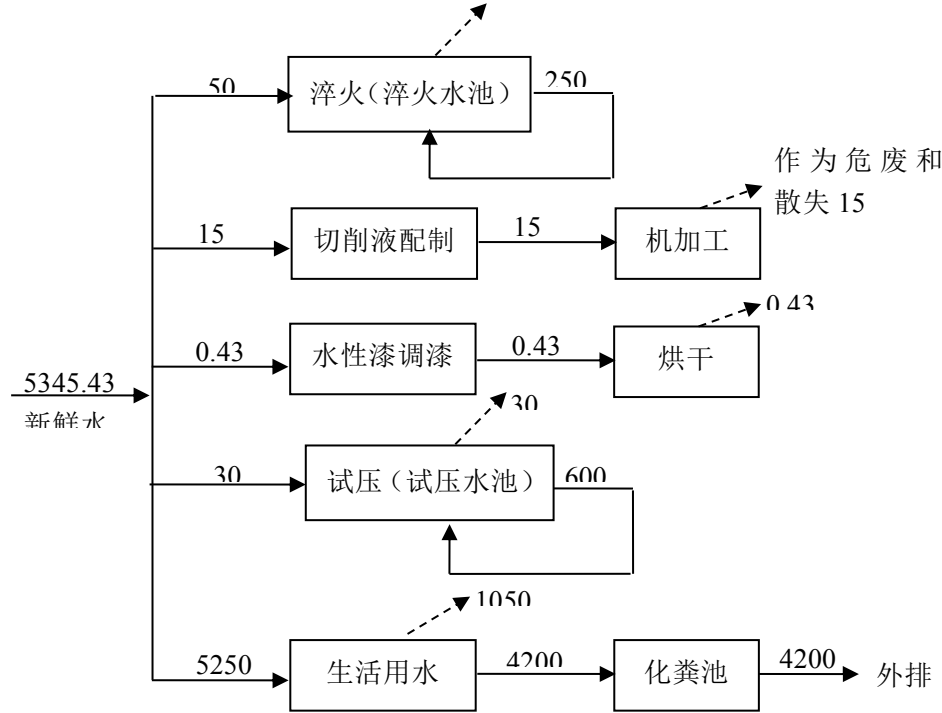 50
淬火（淬火水池）
250
作为危废和
散失 15
15
切削液配制
15
机加工
0.43
0.43
水性漆调漆
0.43
烘干
5345.43
新鲜水
30
30
试压（试压水池）
600
1050
5250
生活用水
4200
化粪池
4200
外排